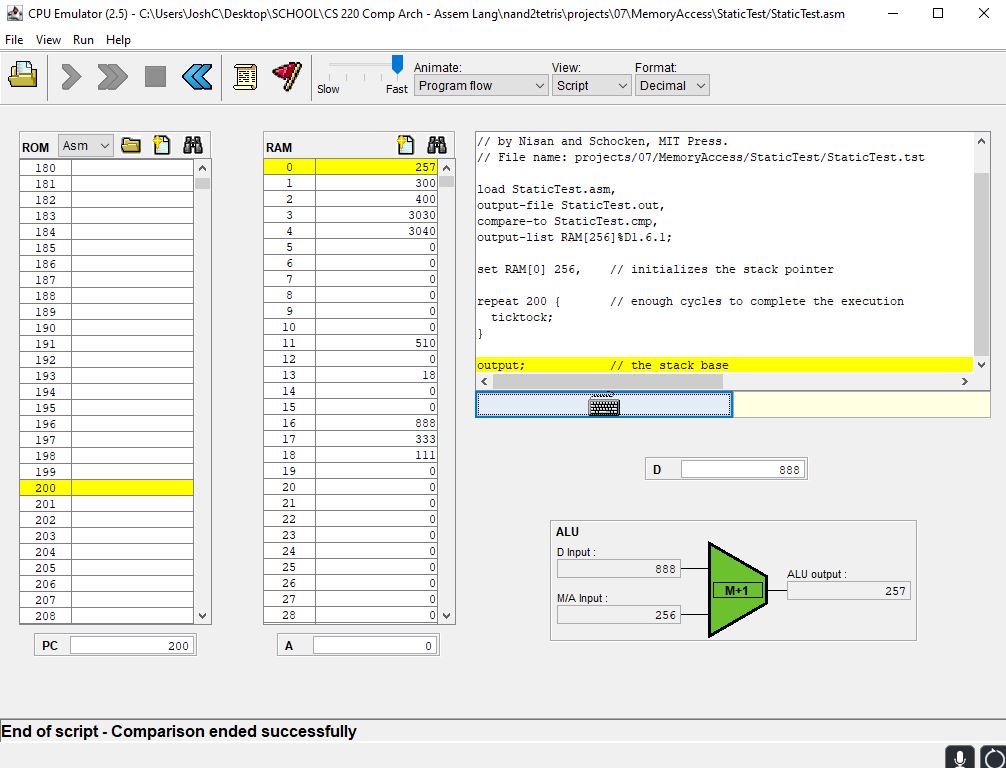 CPU Emulator (2.5) - C:\Users\JoshC\Desktop\SCHOOL\CS 220 Comp Arch - Assem Lang\nand2tetris\projects\07\MemoryAccess\StaticTest/StaticTest.asm
File View Run Help
Slow Fast
Animate:
Program flow
View:
Script
Format:
Decimal
ROM Asm
180
181
182
183
184
185
186
187
188
189
190
191
192
193
194
195
196
197
198
199
200
201
202
203
204
205
206
207
208
PC 200
RAM
0 257
1 300
2 400
3 3030
4 3040
5 0
6 0
7 0
8 0
9 0
10 0
11 510
12 0
13 18
14 0
15 0
16 888
17 333
18 111
19 0
20 0
21 0
22 0
23 0
24 0
25 0
26 0
27 0
28 0
A 0
// by Nisan and Schocken, MIT Press.
// File name: projects/07/MemoryAccess/StaticTest/StaticTest.tst
load StaticTest.asm,
output-file StaticTest.out,
compare-to StaticTest.cmp,
output-list RAM[256]%D1.6.1;
set RAM[0] 256, // initializes the stack pointer
repeat 200 { // enough cycles to complete the execution
ticktock;
}
output; // the stack base
D 888
ALU
D Input :
888
M/A Input :
256
M+1
ALU output :
257
End of script - Comparison ended successfully